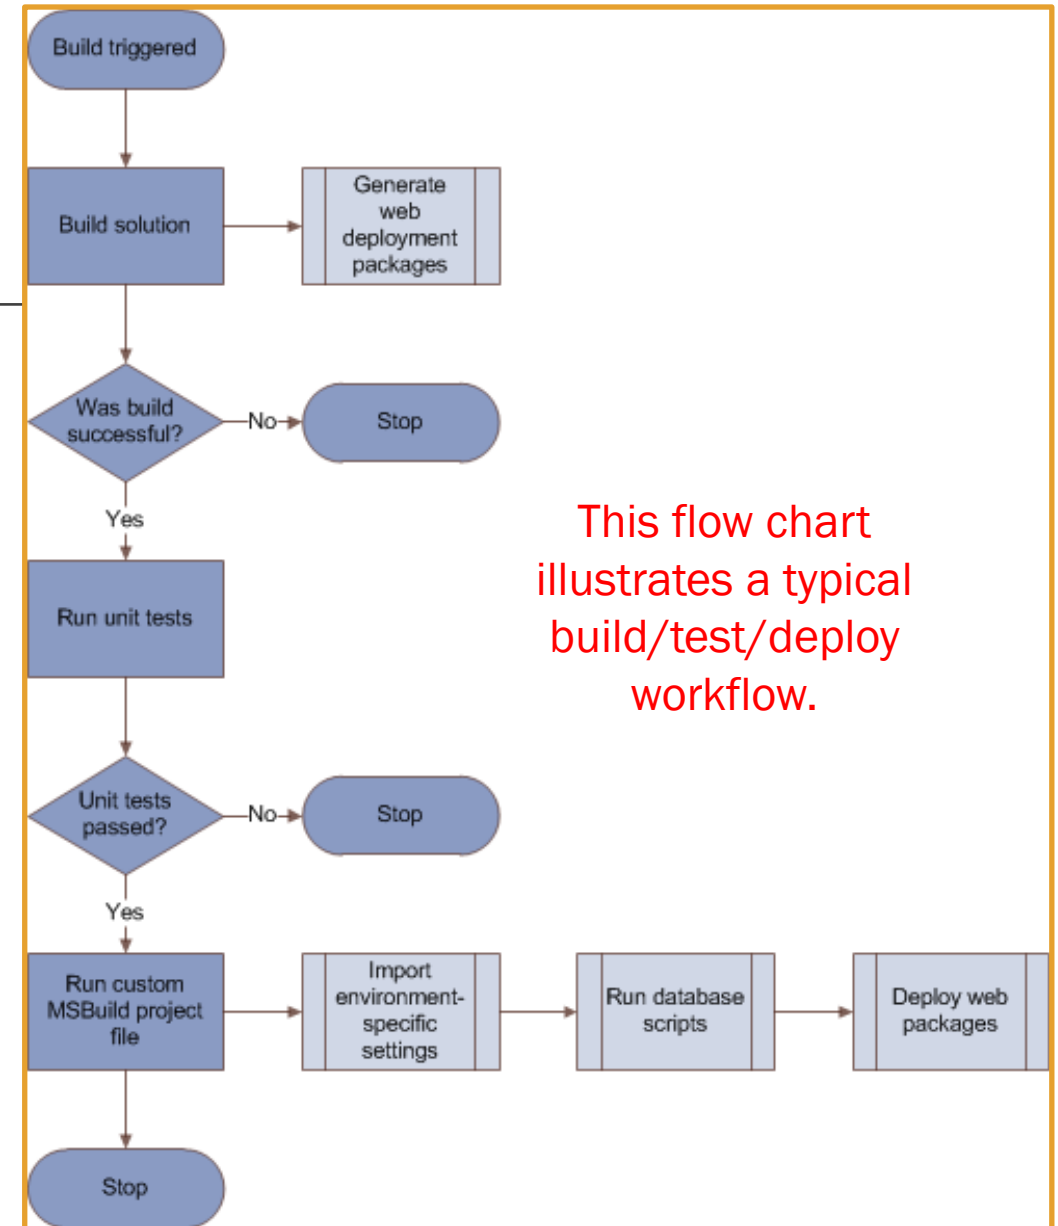 Build triggered
Build solution
Generate
web
deployment
packages
Was build
successful?
No
Stop
Yes
This flow chart
illustrates a typical
build/test/deploy
workflow.
Run unit tests
Unit tests
passed?
No
Stop
Yes
Run custom
MSBuild project
file
Import
environment-
specific
settings
Run database
scripts
Deploy web
packages
Stop